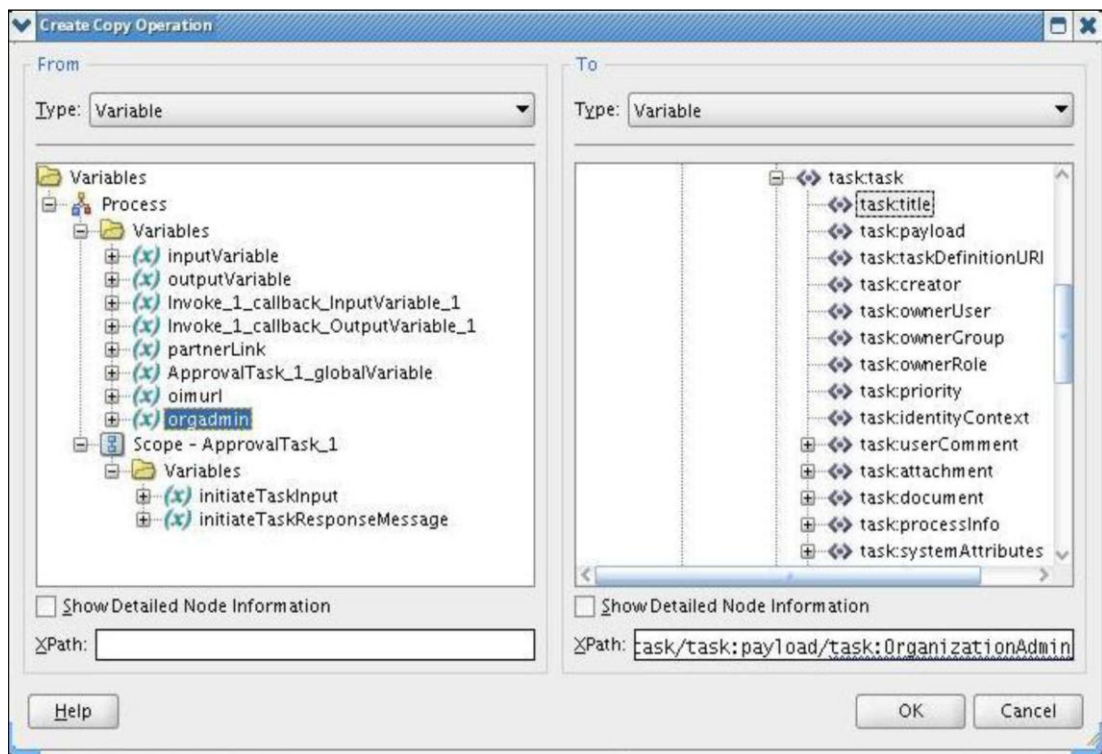 Create Copy Operation
From
Type: Variable
Variables
Process
Variables
(x) inputVariable
(x) outputVariable
(x) Invoke_1_callback_InputVariable_1
(x) Invoke_1_callback_OutputVariable_1
(x) partnerLink
(x) ApprovalTask_1_globalVariable
(x) oimurl
(x) orgadmin
Scope - ApprovalTask_1
Variables
(x) initiateTaskInput
(x) initiateTaskResponseMessage
Show Detailed Node Information
XPath:
To
Type: Variable
task:task
task:title
task:payload
task:taskDefinitionURI
task:creator
task:ownerUser
task:ownerGroup
task:ownerRole
task:priority
task:identityContext
task:userComment
task:attachment
task:document
task:processInfo
task:systemAttributes
Show Detailed Node Information
XPath: task/task:payload/task:OrganizationAdmin
Help
OK
Cancel